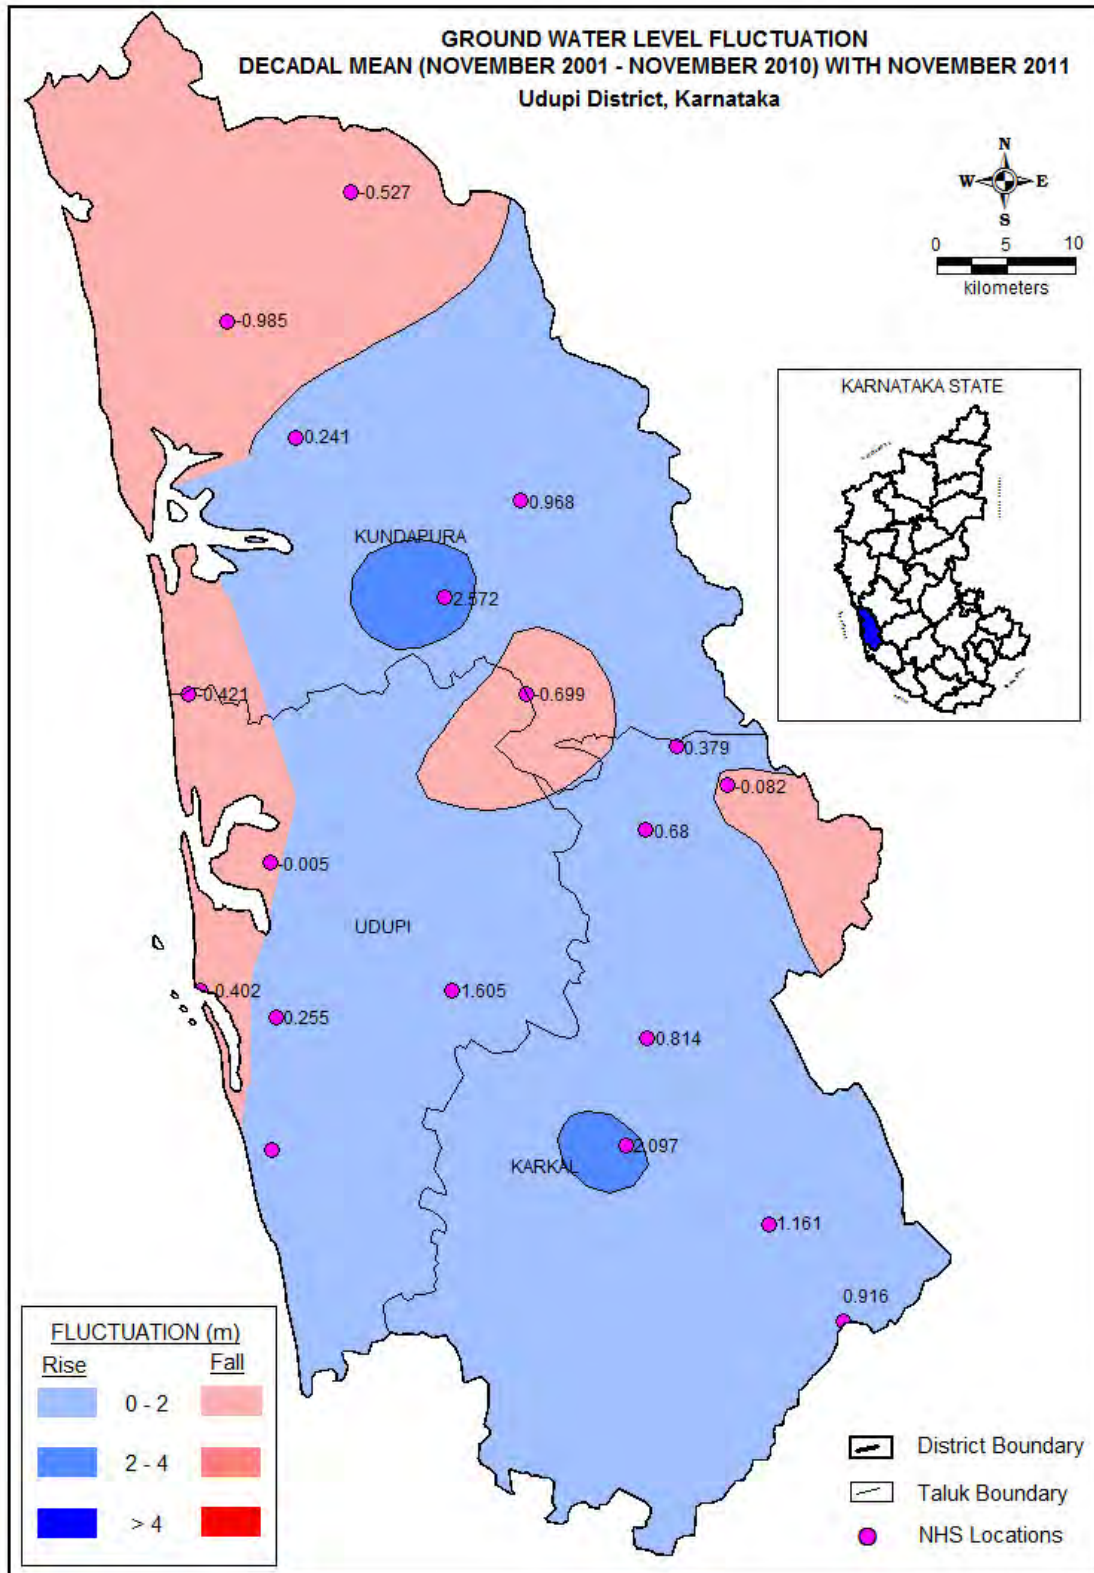 GROUND WATER LEVEL FLUCTUATION
DECADAL MEAN (NOVEMBER 2001 - NOVEMBER 2010) WITH NOVEMBER 2011
Udupi District, Karnataka
N
W E
S
0 5 10
kilometers
-0.527
-0.985
0.241
0.968
KUNDAPURA
2.572
-0.421
-0.699
0.379
-0.082
0.68
-0.005
UDUPI
-0.402
1.605
0.255
0.814
2.097
KARKAL
1.161
0.916
KARNATAKA STATE
FLUCTUATION (m)
Rise Fall
0 - 2
2 - 4
> 4
District Boundary
Taluk Boundary
NHS Locations